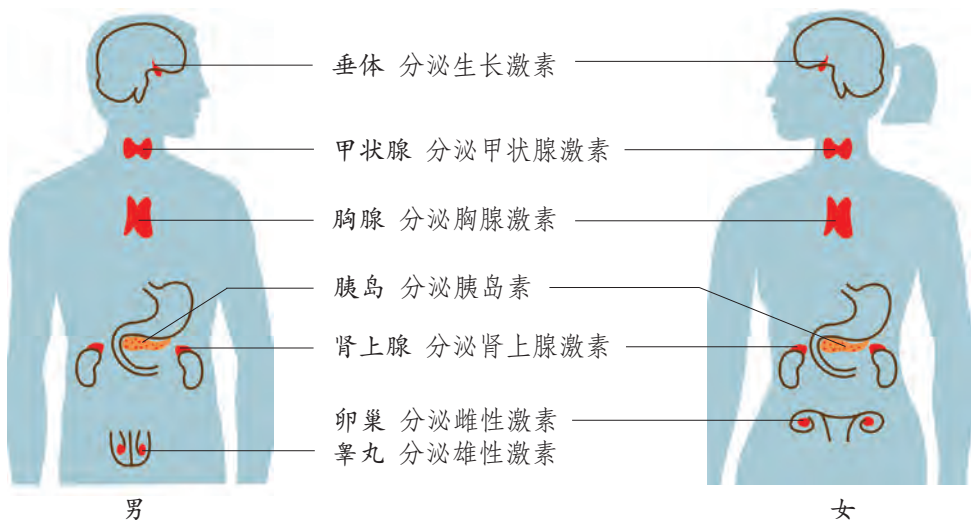 垂体 分泌生长激素
甲状腺 分泌甲状腺激素
胸腺 分泌胸腺激素
胰岛 分泌胰岛素
肾上腺 分泌肾上腺激素
卵巢 分泌雌性激素
睾丸 分泌雄性激素
男 女